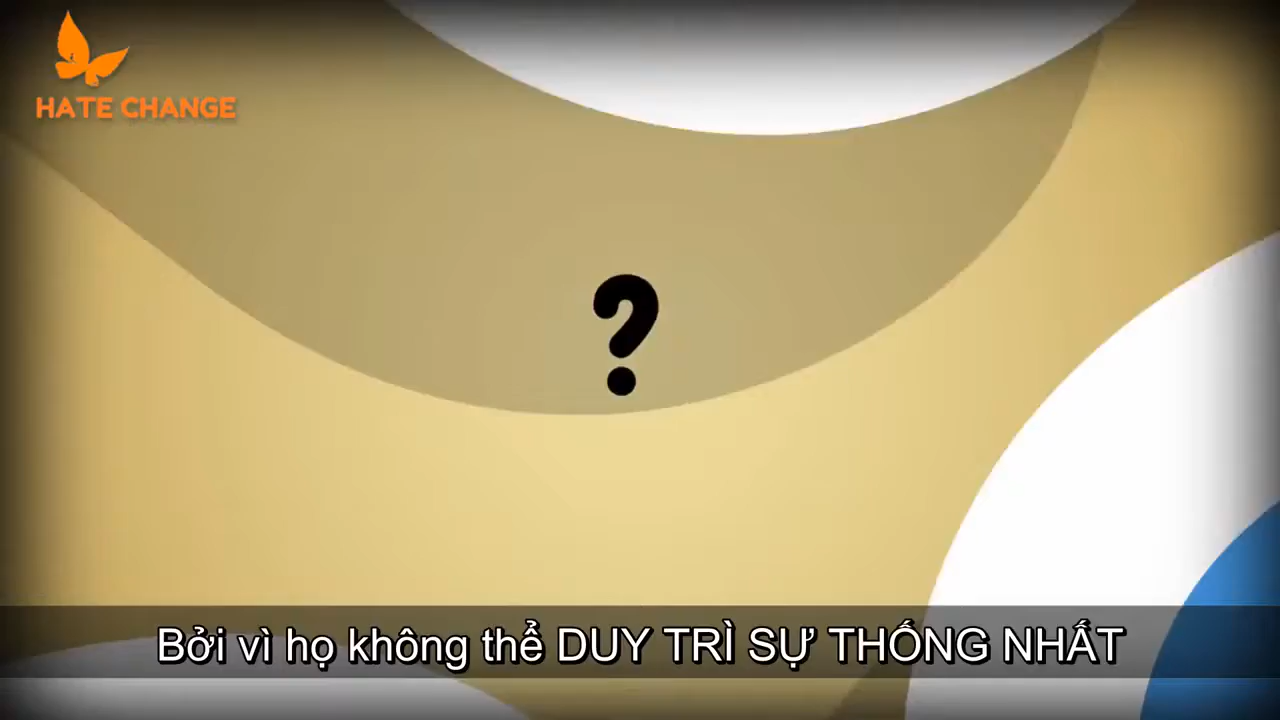 HATE CHANGE
?
Bởi vì họ không thể DUY TRÌ SỰ THỐNG NHẤT